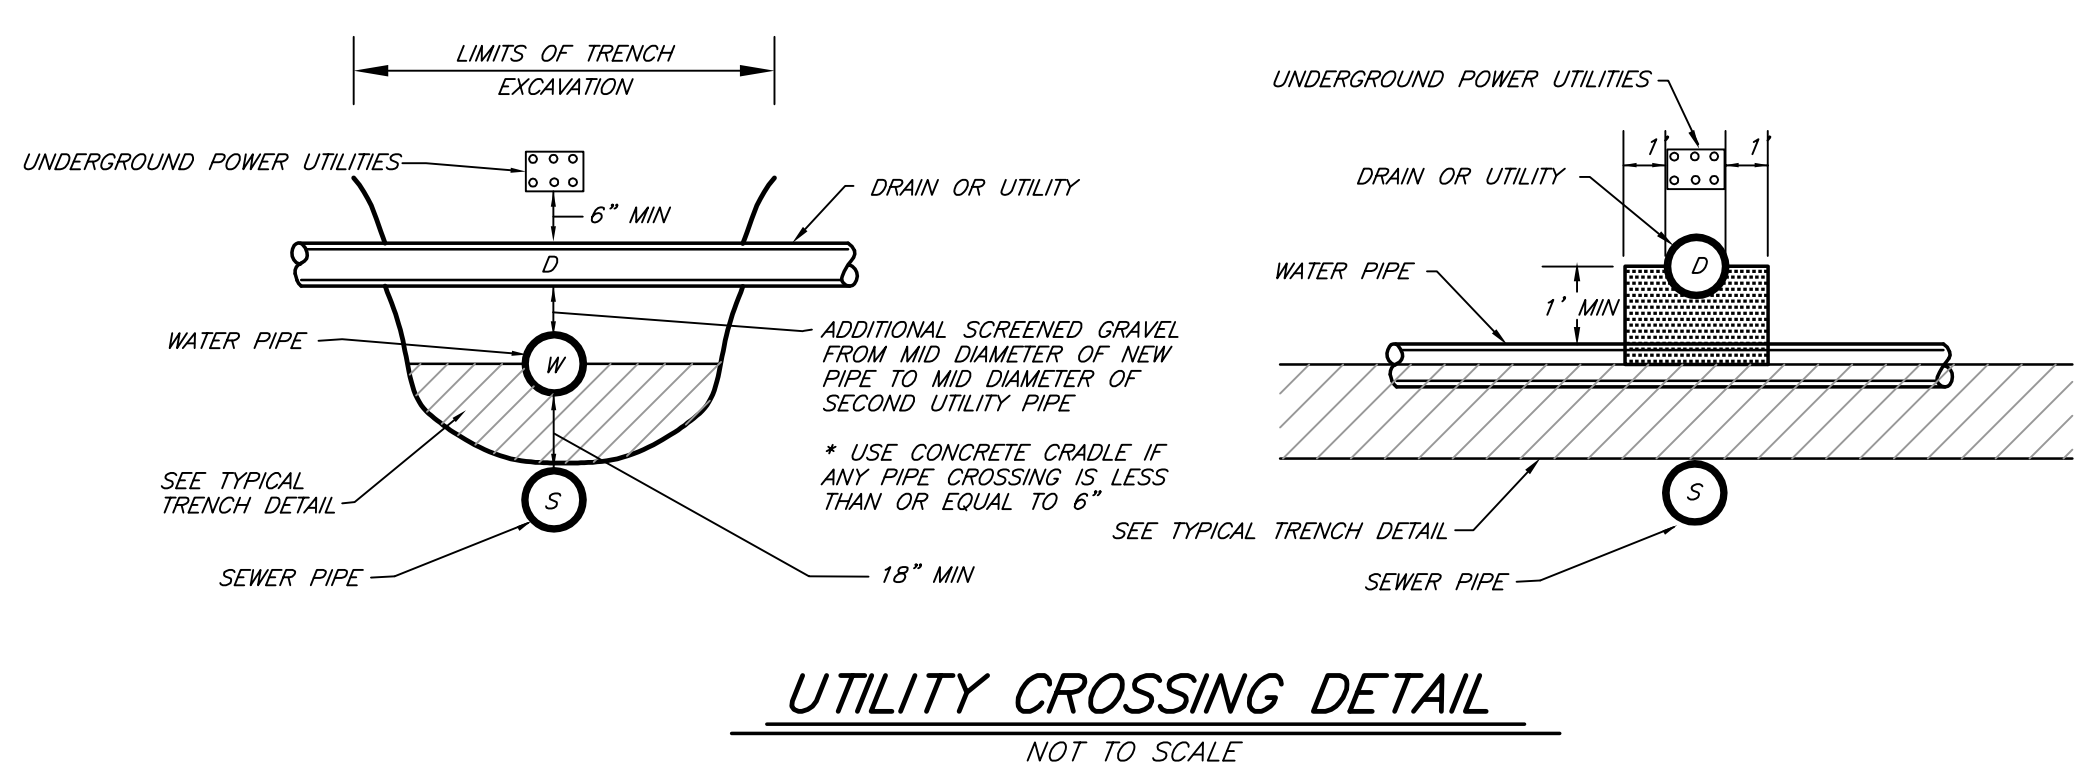 LIMITS OF TRENCH
EXCAVATION
UNDERGROUND POWER UTILITIES
6" MIN
DRAIN OR UTILITY
D
WATER PIPE
W
ADDITIONAL SCREENED GRAVEL
FROM MID DIAMETER OF NEW
PIPE TO MID DIAMETER OF
SECOND UTILITY PIPE
* USE CONCRETE CRADLE IF
ANY PIPE CROSSING IS LESS
THAN OR EQUAL TO 6"
SEE TYPICAL
TRENCH DETAIL
S
SEWER PIPE
18" MIN
UNDERGROUND POWER UTILITIES
1'
1'
DRAIN OR UTILITY
D
WATER PIPE
1' MIN
S
SEE TYPICAL TRENCH DETAIL
SEWER PIPE
UTILITY CROSSING DETAIL
NOT TO SCALE